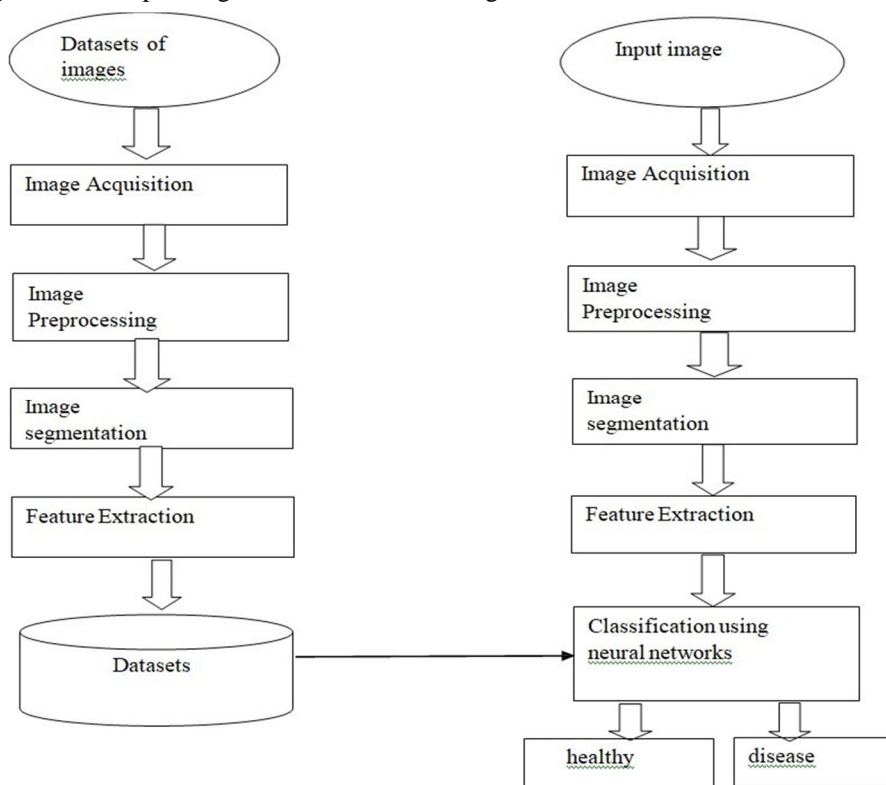 Datasets of
images
Image Acquisition
Image
Preprocessing
Image
segmentation
Feature Extraction
Datasets
Input image
Image Acquisition
Image
Preprocessing
Image
segmentation
Feature Extraction
Classification using
neural networks
healthy
disease